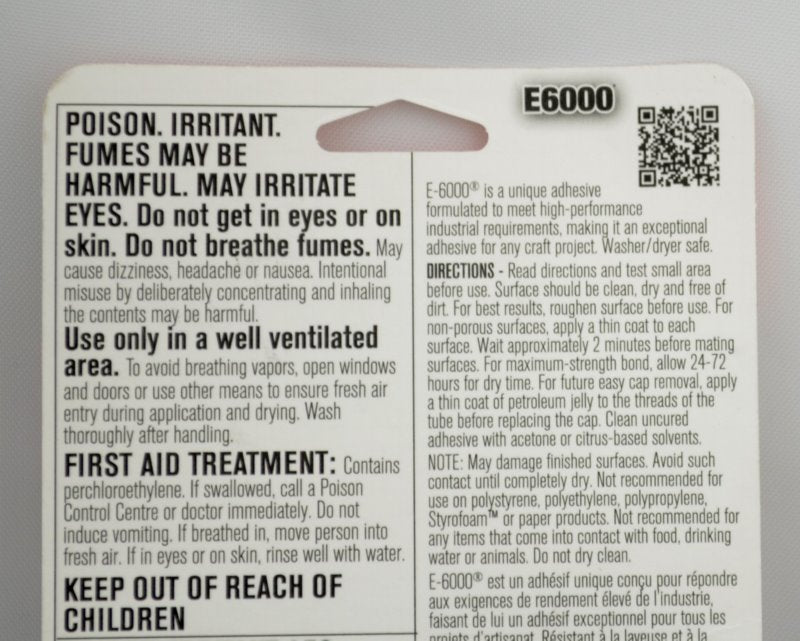 POISON. IRRITANT.
FUMES MAY BE
HARMFUL. MAY IRRITATE
EYES. Do not get in eyes or on
skin. Do not breathe fumes. May
cause dizziness, headache or nausea. Intentional
misuse by deliberately concentrating and inhaling
the contents may be harmful.
Use only in a well ventilated
area. To avoid breathing vapors, open windows
and doors or use other means to ensure fresh air
entry during application and drying. Wash
thoroughly after handling.
FIRST AID TREATMENT: Contains
perchloroethylene. If swallowed, call a Poison
Control Centre or doctor immediately. Do not
induce vomiting. If breathed in, move person into
fresh air. If in eyes or on skin, rinse well with water.
KEEP OUT OF REACH OF
CHILDREN
E6000
E-6000® is a unique adhesive
formulated to meet high-performance
industrial requirements, making it an exceptional
adhesive for any craft project. Washer/dryer safe.
DIRECTIONS - Read directions and test small area
before use. Surface should be clean, dry and free of
dirt. For best results, roughen surface before use. For
non-porous surfaces, apply a thin coat to each
surface. Wait approximately 2 minutes before mating
surfaces. For maximum-strength bond, allow 24-72
hours for dry time. For future easy cap removal, apply
a thin coat of petroleum jelly to the threads of the
tube before replacing the cap. Clean uncured
adhesive with acetone or citrus-based solvents.
NOTE: May damage finished surfaces. Avoid such
contact until completely dry. Not recommended for
use on polystyrene, polyethylene, polypropylene,
Styrofoam™ or paper products. Not recommended for
any items that come into contact with food, drinking
water or animals. Do not dry clean.
E-6000® est un adhésif unique conçu pour répondre
aux exigences de rendement élevé de l'industrie,
faisant de lui un adhésif exceptionnel pour tous les
projets d'artisanat. Résistant à la laveuse et à la